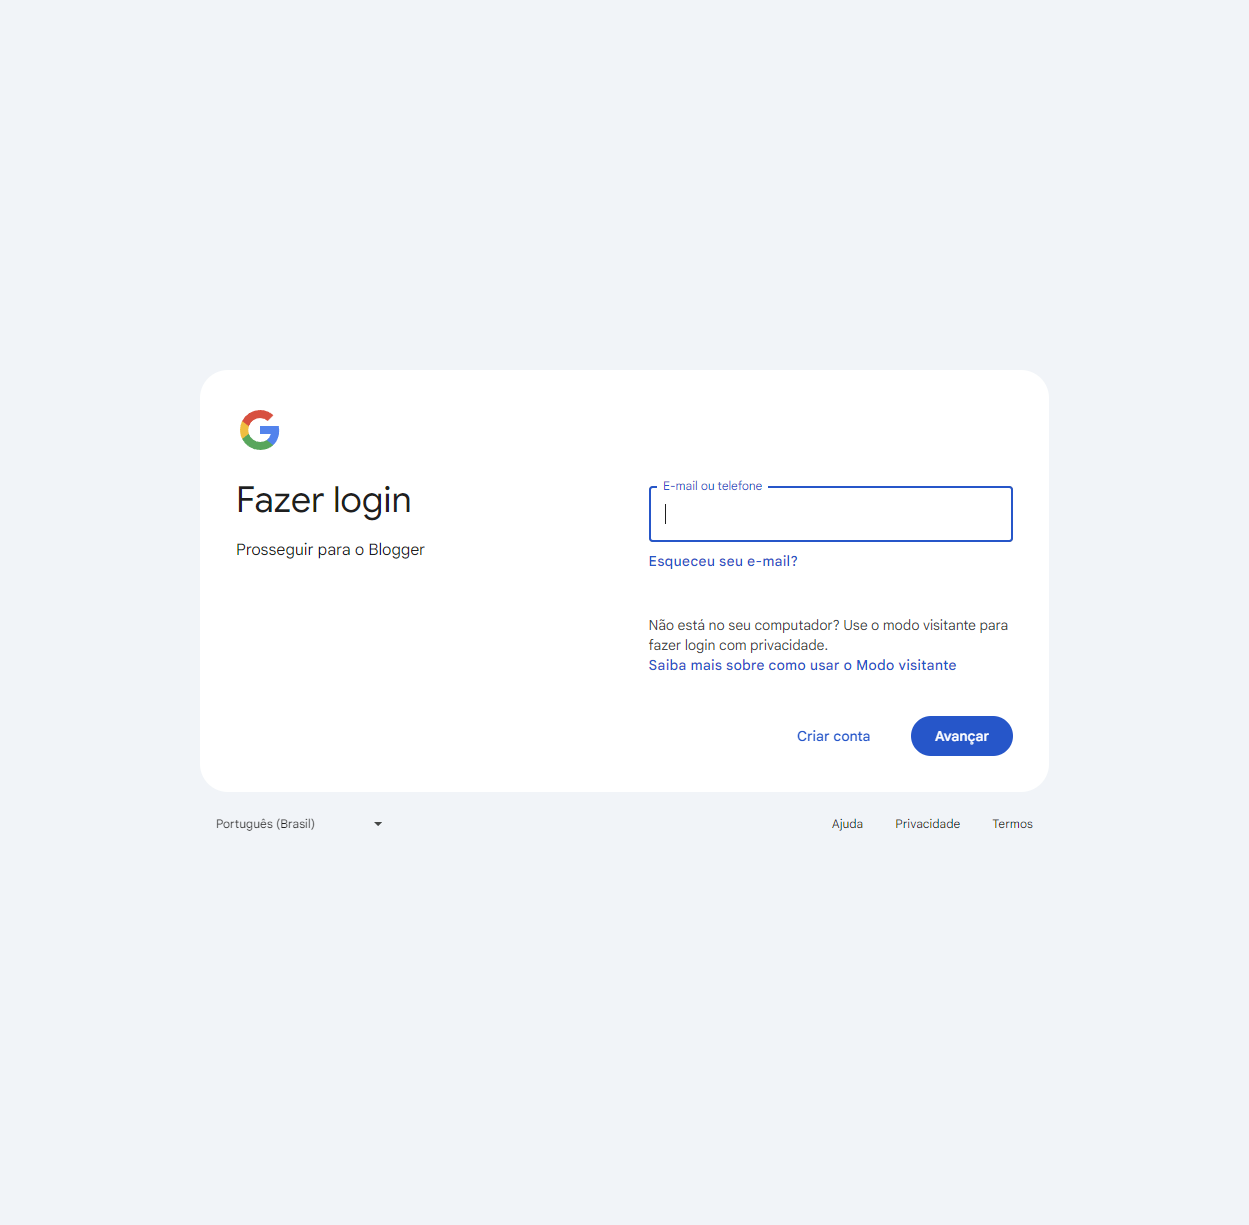 Fazer login
Prosseguir para o Blogger
E-mail ou telefone
Esqueceu seu e-mail?
Não está no seu computador? Use o modo visitante para
fazer login com privacidade.
Saiba mais sobre como usar o Modo visitante
Criar conta
Avançar
Português (Brasil)
Ajuda
Privacidade
Termos